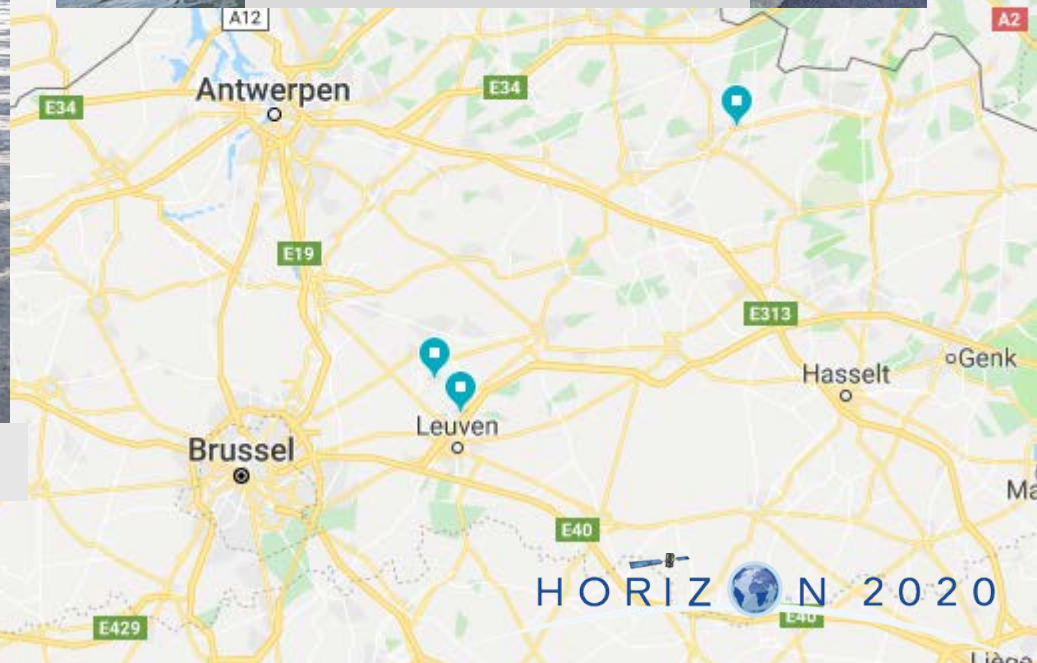 A12
A2
Antwerpen
E34
E34
E19
E313
Genk
Hasselt
Leuven
Brussel
E40
HORIZON 2020
E40
E429